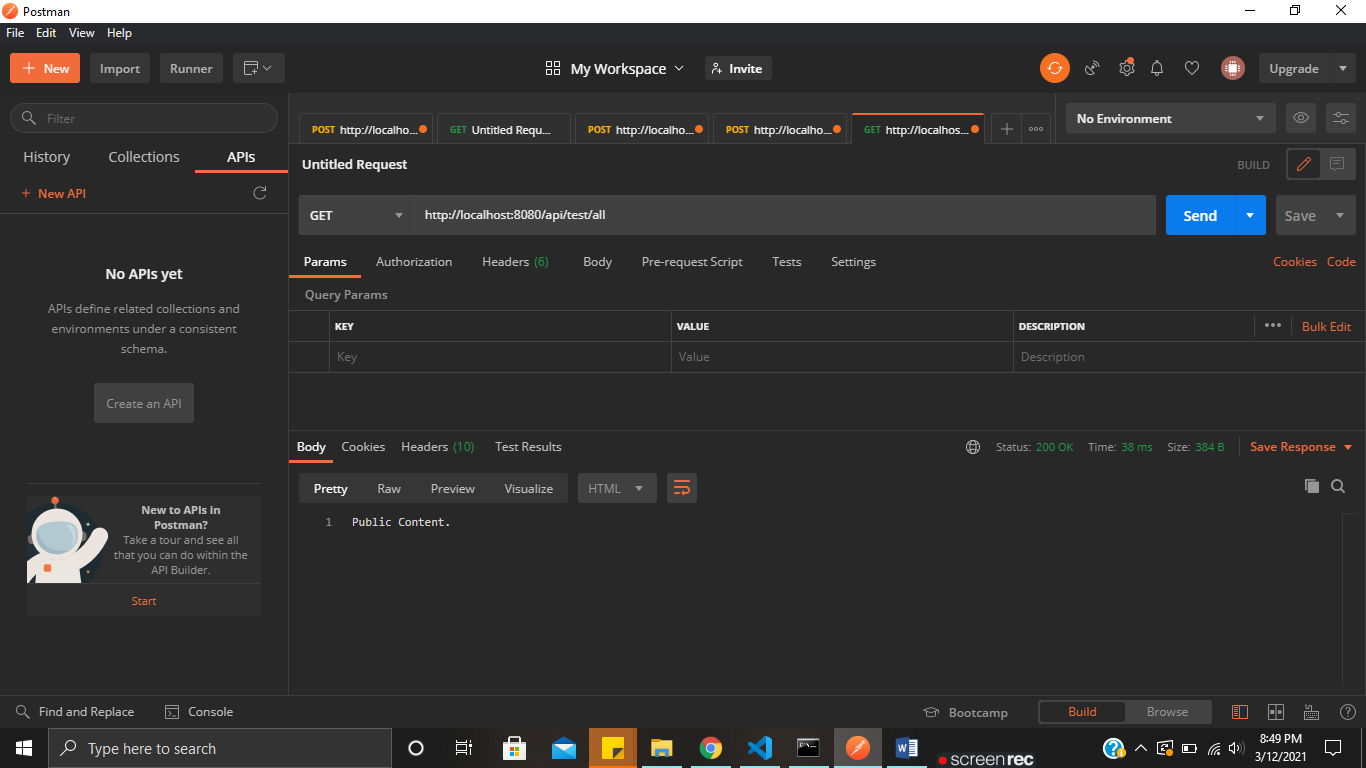 Postman
File Edit View Help
+ New Import Runner My Workspace Invite Upgrade
Filter
History Collections APIs
+ New API
No APIs yet
APIs define related collections and
environments under a consistent
schema.
Create an API
New to APIs in
Postman?
Take a tour and see all
that you can do within the
API Builder.
Start
POST http://localho... GET Untitled Requ... POST http://localho... POST http://localho... GET http://localhos... + ••• No Environment
Untitled Request BUILD
GET http://localhost:8080/api/test/all Send Save
Params Authorization Headers (6) Body Pre-request Script Tests Settings Cookies Code
Query Params
KEY VALUE DESCRIPTION ••• Bulk Edit
Key Value Description
Body Cookies Headers (10) Test Results Status: 200 OK Time: 38 ms Size: 384 B Save Response
Pretty Raw Preview Visualize HTML
1 Public Content.
Find and Replace Console Bootcamp Build Browse
Type here to search
8:49 PM
3/12/2021
screenrec